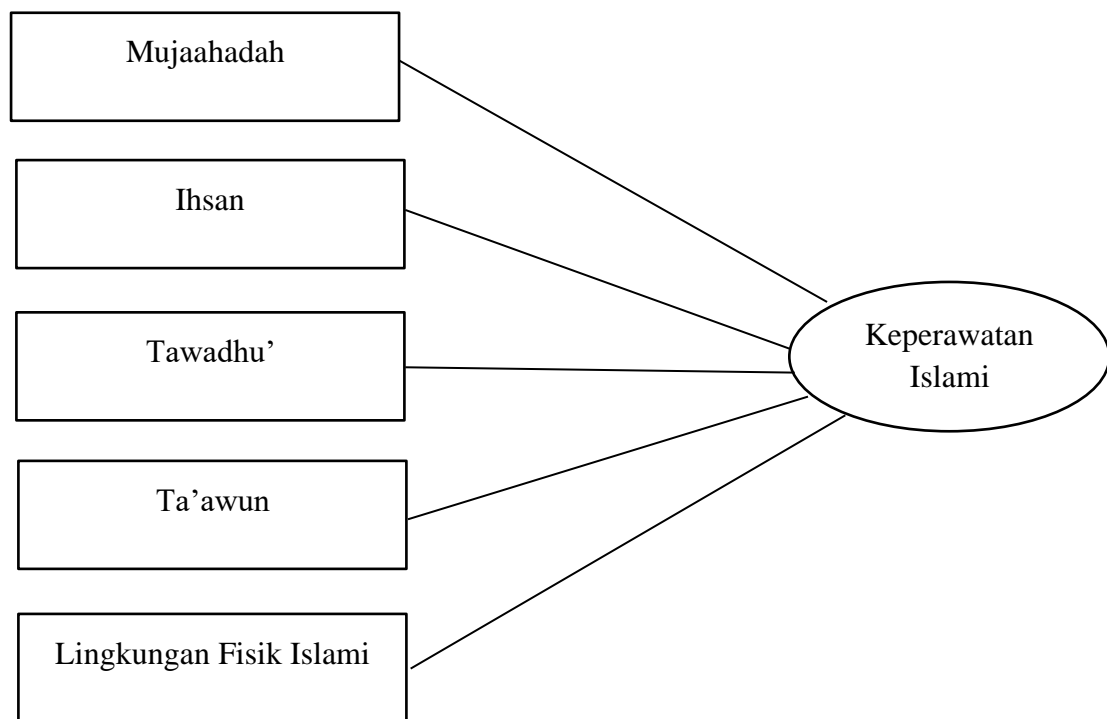 Mujaahadah
Ihsan
Tawadhu’
Ta’awun
Lingkungan Fisik Islami
Keperawatan
Islami